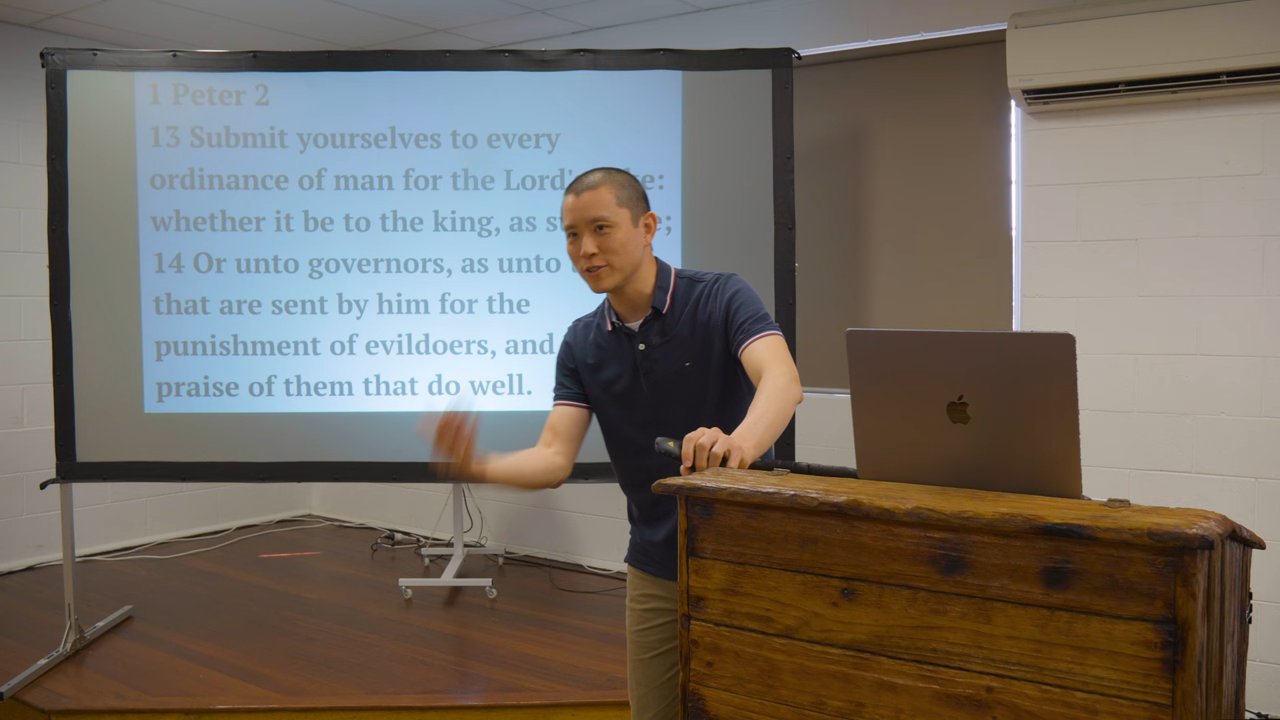 1 Peter 2
13 Submit yourselves to every
ordinance of man for the Lord's
whether it be to the king, as
14 Or unto governors, as unto
that are sent by him for the
punishment of evildoers, and
praise of them that do well.